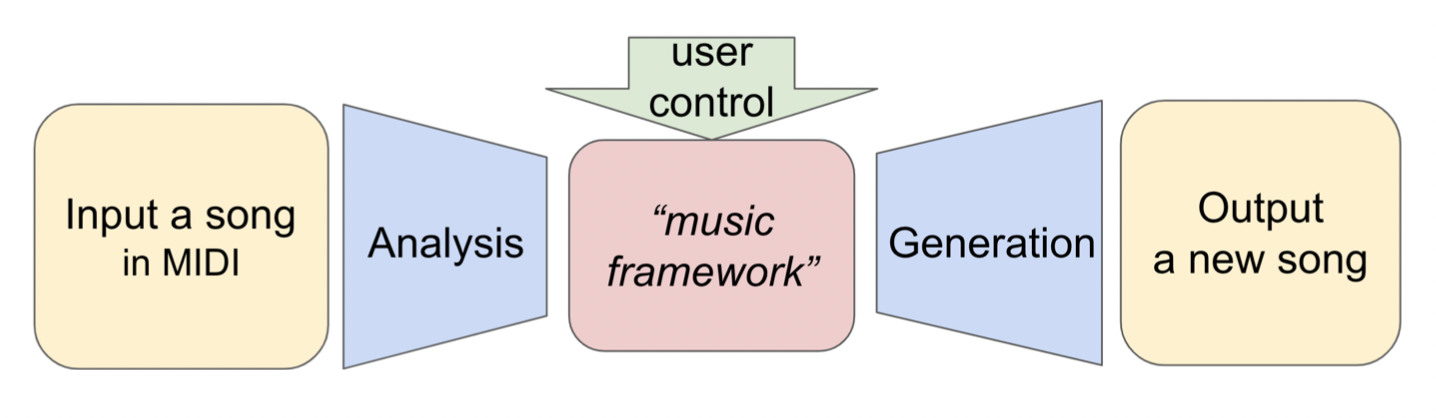 user
control
Input a song
in MIDI
Analysis
“music
framework”
Generation
Output
a new song